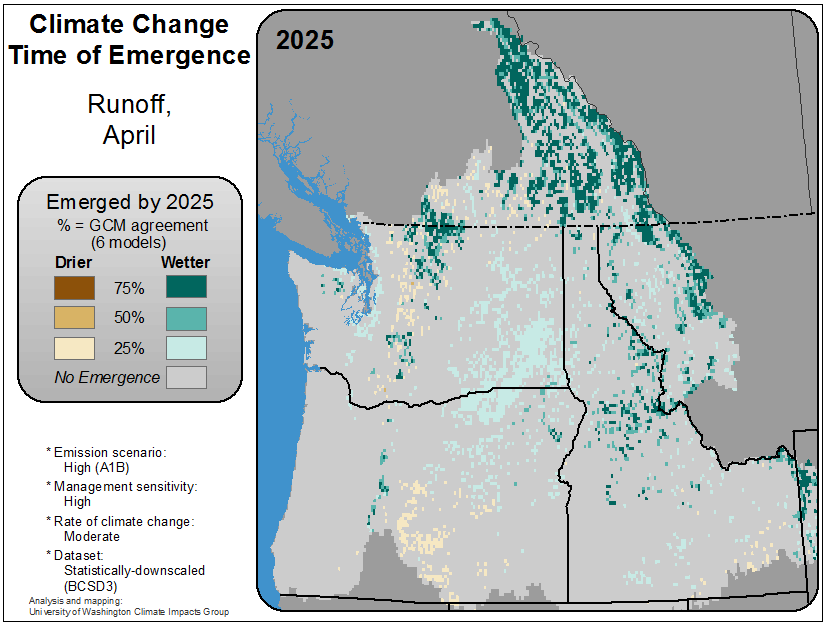 Climate Change
Time of Emergence
Runoff,
April
Emerged by 2025
% = GCM agreement
(6 models)
Drier Wetter
75%
50%
25%
No Emergence
* Emission scenario:
High (A1B)
* Management sensitivity:
High
* Rate of climate change:
Moderate
* Dataset:
Statistically-downscaled
(BCSD3)
Analysis and mapping:
University of Washington Climate Impacts Group
2025